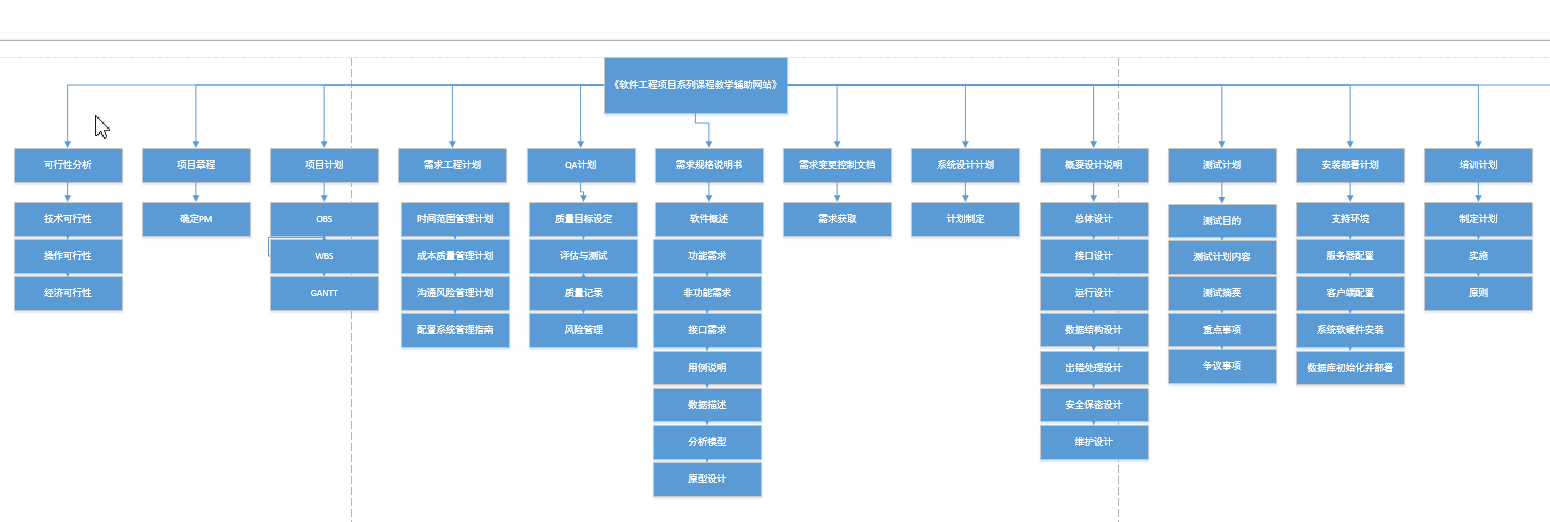 《软件工程项目系列课程教学辅助网站》
可行性分析
项目章程
项目计划
需求工程计划
QA计划
需求规格说明书
需求变更控制文档
系统设计计划
概要设计说明
测试计划
安装部署计划
培训计划
技术可行性
操作可行性
经济可行性
确定PM
OBS
WBS
GANTT
时间范围管理计划
成本质量管理计划
沟通风险管理计划
配置系统管理指南
质量目标设定
评估与测试
质量记录
风险管理
软件概述
功能需求
非功能需求
接口需求
用例说明
数据描述
分析模型
原型设计
需求获取
计划制定
总体设计
接口设计
运行设计
数据结构设计
出错处理设计
安全保密设计
维护设计
测试目的
测试计划内容
测试摘要
重点事项
争议事项
支持环境
服务器配置
客户端配置
系统软硬件安装
数据库初始化并部署
制定计划
实施
原则